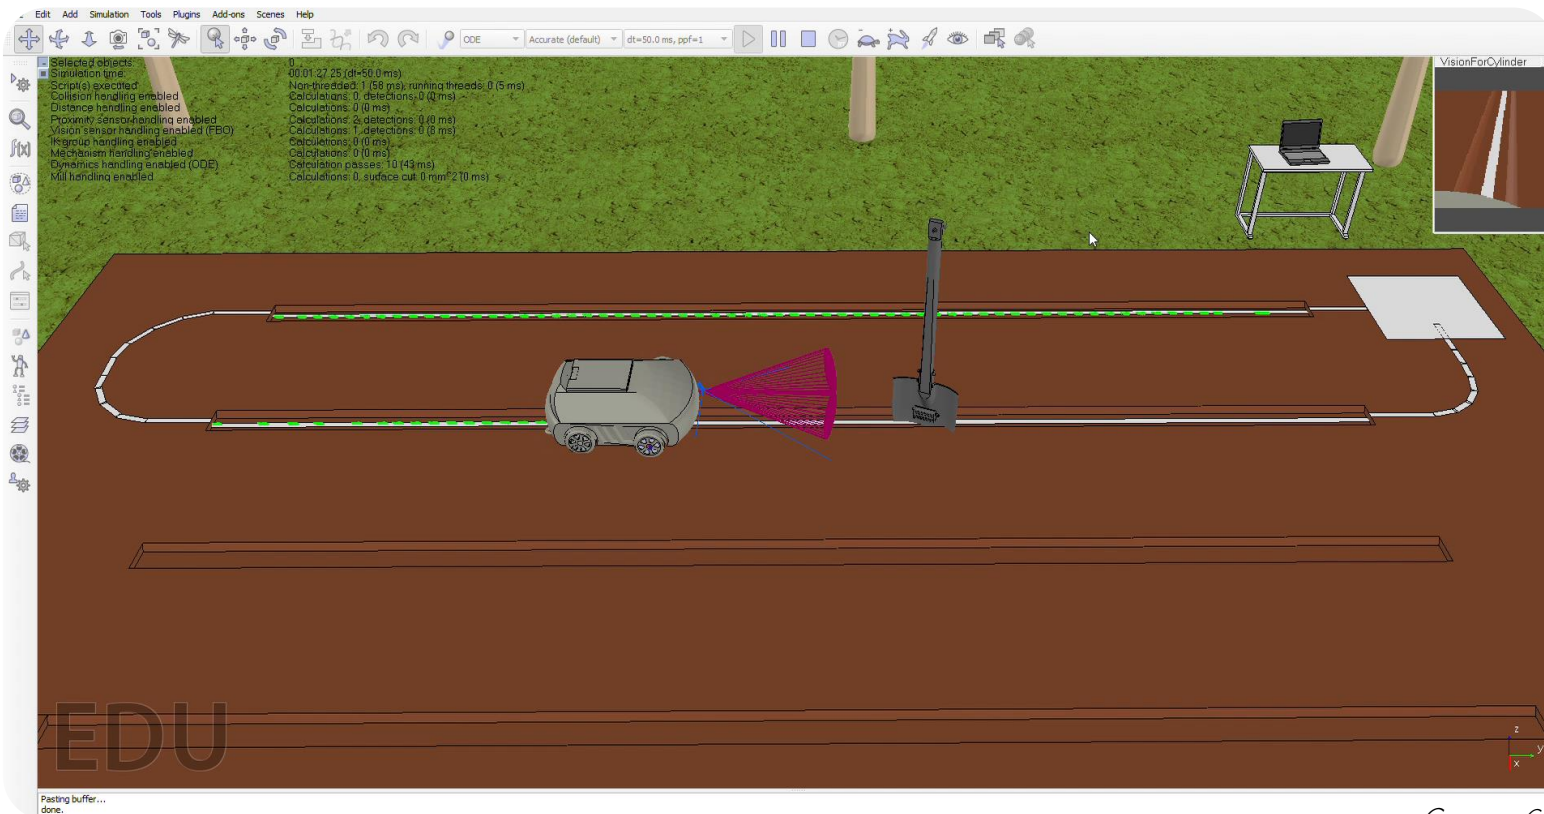 Edit Add Simulation Tools Plugins Add-ons Scenes Help
ODE Accurate (default) dt=50.0 ms, ppf=1
f(x)
Selected objects: 0
Simulation time: 00:01:27.25 (dt=50.0 ms)
Script(s) executed Non-threaded: 1 (58 ms), running threads: 0 (5 ms)
Collision handling enabled Calculations: 0, detections: 0 (0 ms)
Distance handling enabled Calculations: 0 (0 ms)
Proximity sensor handling enabled Calculations: 2, detections: 0 (0 ms)
Vision sensor handling enabled (FBO) Calculations: 1, detections: 0 (8 ms)
IK group handling enabled Calculations: 0 (0 ms)
Mechanism handling enabled Calculations: 0 (0 ms)
Dynamics handling enabled (ODE) Calculation passes: 10 (43 ms)
Mill handling enabled Calculations: 0, surface cut: 0 mm^2 (0 ms)
VisionForCylinder
EDU
z
y
x
Pasting buffer...
done.